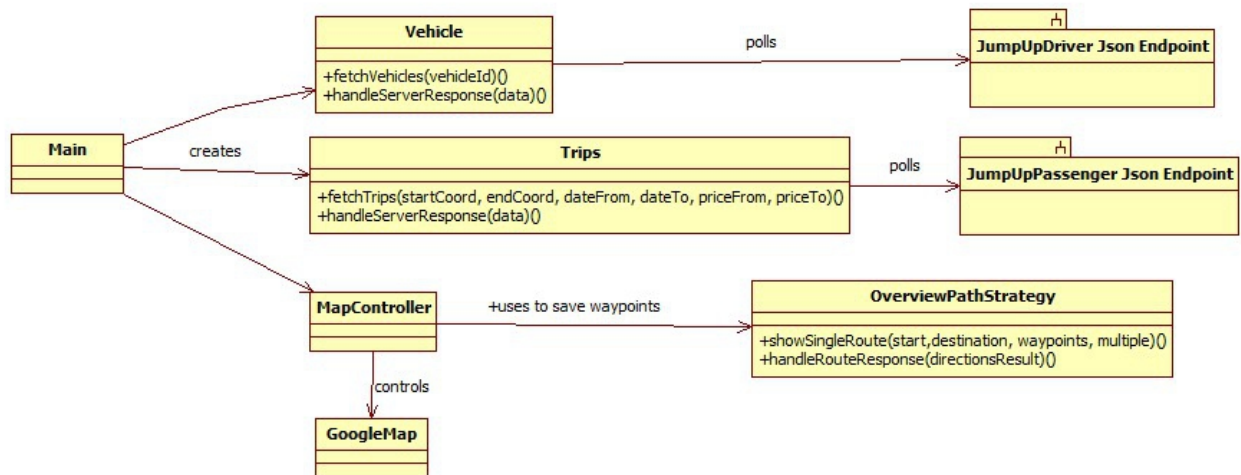 Vehicle
+fetchVehicles(vehicleId)()
+handleServerResponse(data)()
polls
JumpUpDriver Json Endpoint
Main
creates
Trips
+fetchTrips(startCoord, endCoord, dateFrom, dateTo, priceFrom, priceTo)()
+handleServerResponse(data)()
polls
JumpUpPassenger Json Endpoint
MapController
+uses to save waypoints
OverviewPathStrategy
+showSingleRoute(start,destination, waypoints, multiple)()
+handleRouteResponse(directionsResult)()
controls
GoogleMap